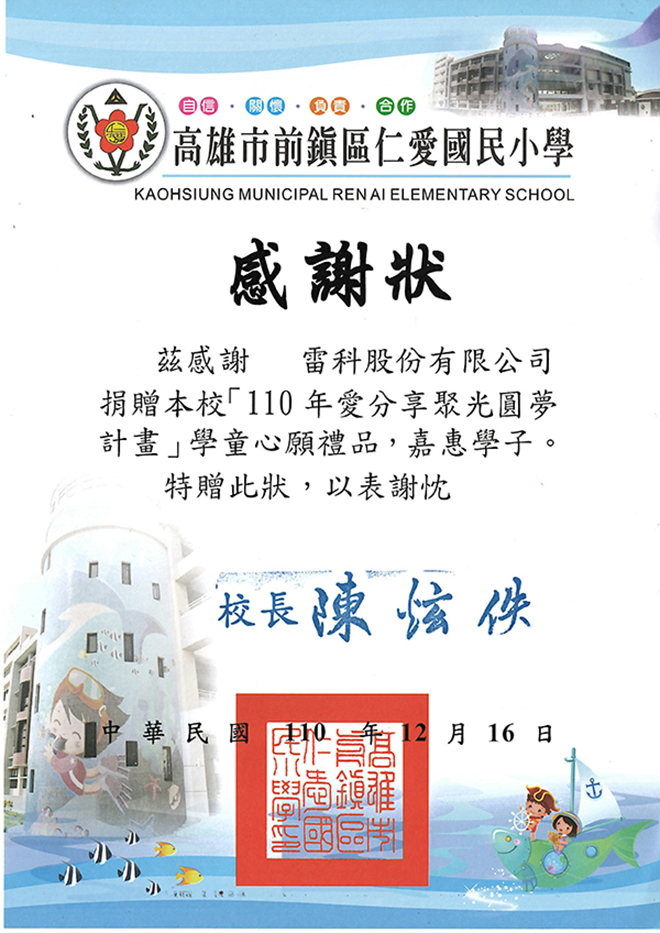 自信・關懷・負責・合作
高雄市前鎮區仁愛國民小學
KAOHSIUNG MUNICIPAL REN AI ELEMENTARY SCHOOL
感謝狀
茲感謝 雷科股份有限公司
捐贈本校「110年愛分享聚光圓夢
計畫」學童心願禮品，嘉惠學子。
特贈此狀，以表謝忱
校長 陳炫佚
中華民國 110 年 12 月 16 日
高雄市
前鎮區
仁愛國
民小學印